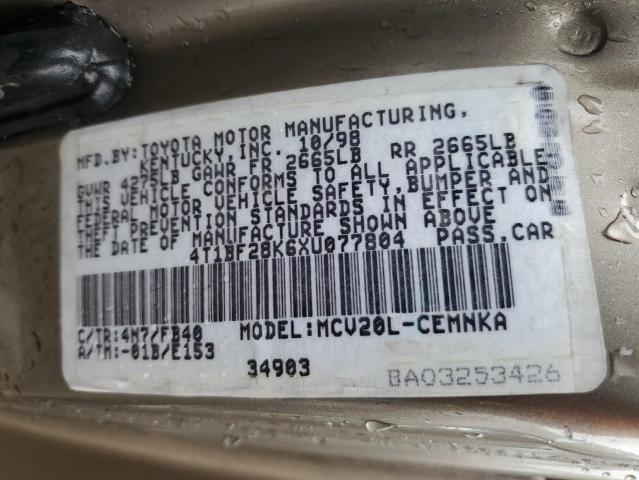 MFD.BY:TOYOTA MOTOR MANUFACTURING,
KENTUCKY,INC. 10/98
GVWR LB GAWR FR 2665LB RR 2665LB
THIS VEHICLE CONFORMS TO ALL APPLICABLE
FEDERAL MOTOR VEHICLE SAFETY,BUMPER AND
THEFT PREVENTION STANDARDS IN EFFECT ON
THE DATE OF MANUFACTURE SHOWN ABOVE
4T1BF28K6XU077804 PASS.CAR
C/TR:4M7/FB40 MODEL:MCV20L-CEMNKA
A/TM:-01B/E153
34903
BA03253426